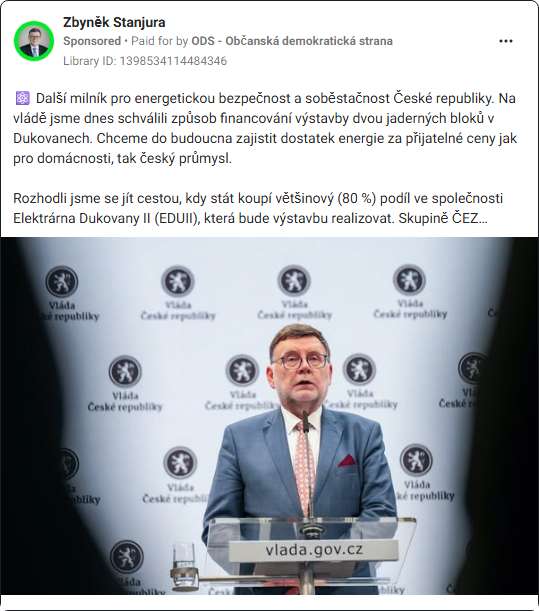 Zbyněk Stanjura
Sponsored • Paid for by ODS - Občanská demokratická strana
Library ID: 1398534114484346
Další milník pro energetickou bezpečnost a soběstačnost České republiky. Na
vládě jsme dnes schválili způsob financování výstavby dvou jaderných bloků v
Dukovanech. Chceme do budoucna zajistit dostatek energie za přijatelné ceny jak
pro domácnosti, tak český průmysl.
Rozhodli jsme se jít cestou, kdy stát koupí většinový (80 %) podíl ve společnosti
Elektrárna Dukovany II (EDUII), která bude výstavbu realizovat. Skupině ČEZ...
Vláda
České republiky
Vláda
České republiky
Vláda
České republiky
Vláda
České republiky
Vláda
České republiky
Vláda
České republiky
Vláda
České republiky
Vláda
České republiky
Vláda
České republiky
Vláda
České republiky
Vláda
České republiky
Vláda
vlada.gov.cz